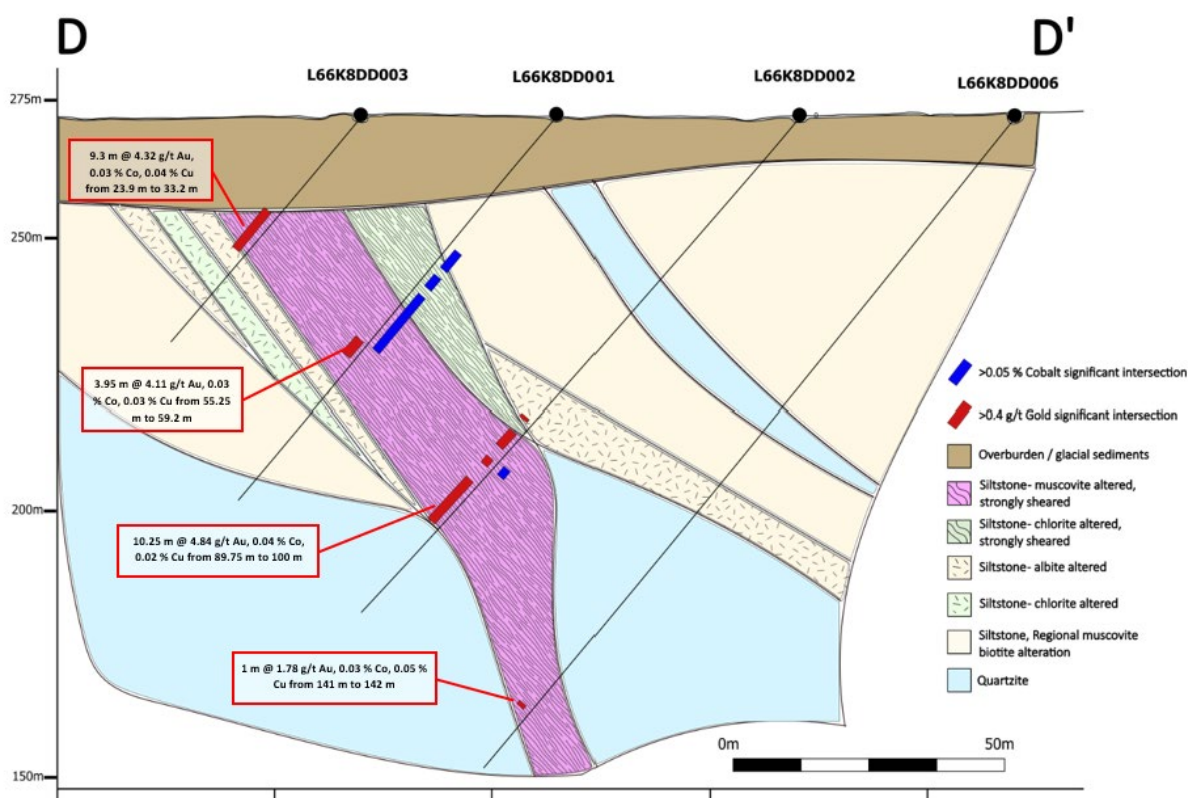 D
D'
L66K8DD003
L66K8DD001
L66K8DD002
L66K8DD006
275m
9.3 m @ 4.32 g/t Au,
0.03 % Co, 0.04 % Cu
from 23.9 m to 33.2 m
250m
3.95 m @ 4.11 g/t Au, 0.03
% Co, 0.03 % Cu from 55.25
m to 59.2 m
>0.05 % Cobalt significant intersection
>0.4 g/t Gold significant intersection
Overburden / glacial sediments
Siltstone- muscovite altered,
strongly sheared
Siltstone- chlorite altered,
strongly sheared
Siltstone- albite altered
Siltstone- chlorite altered
Siltstone, Regional muscovite
biotite alteration
Quartzite
200m
10.25 m @ 4.84 g/t Au, 0.04 % Co,
0.02 % Cu from 89.75 m to 100 m
1 m @ 1.78 g/t Au, 0.03 % Co, 0.05 %
Cu from 141 m to 142 m
0m
50m
150m